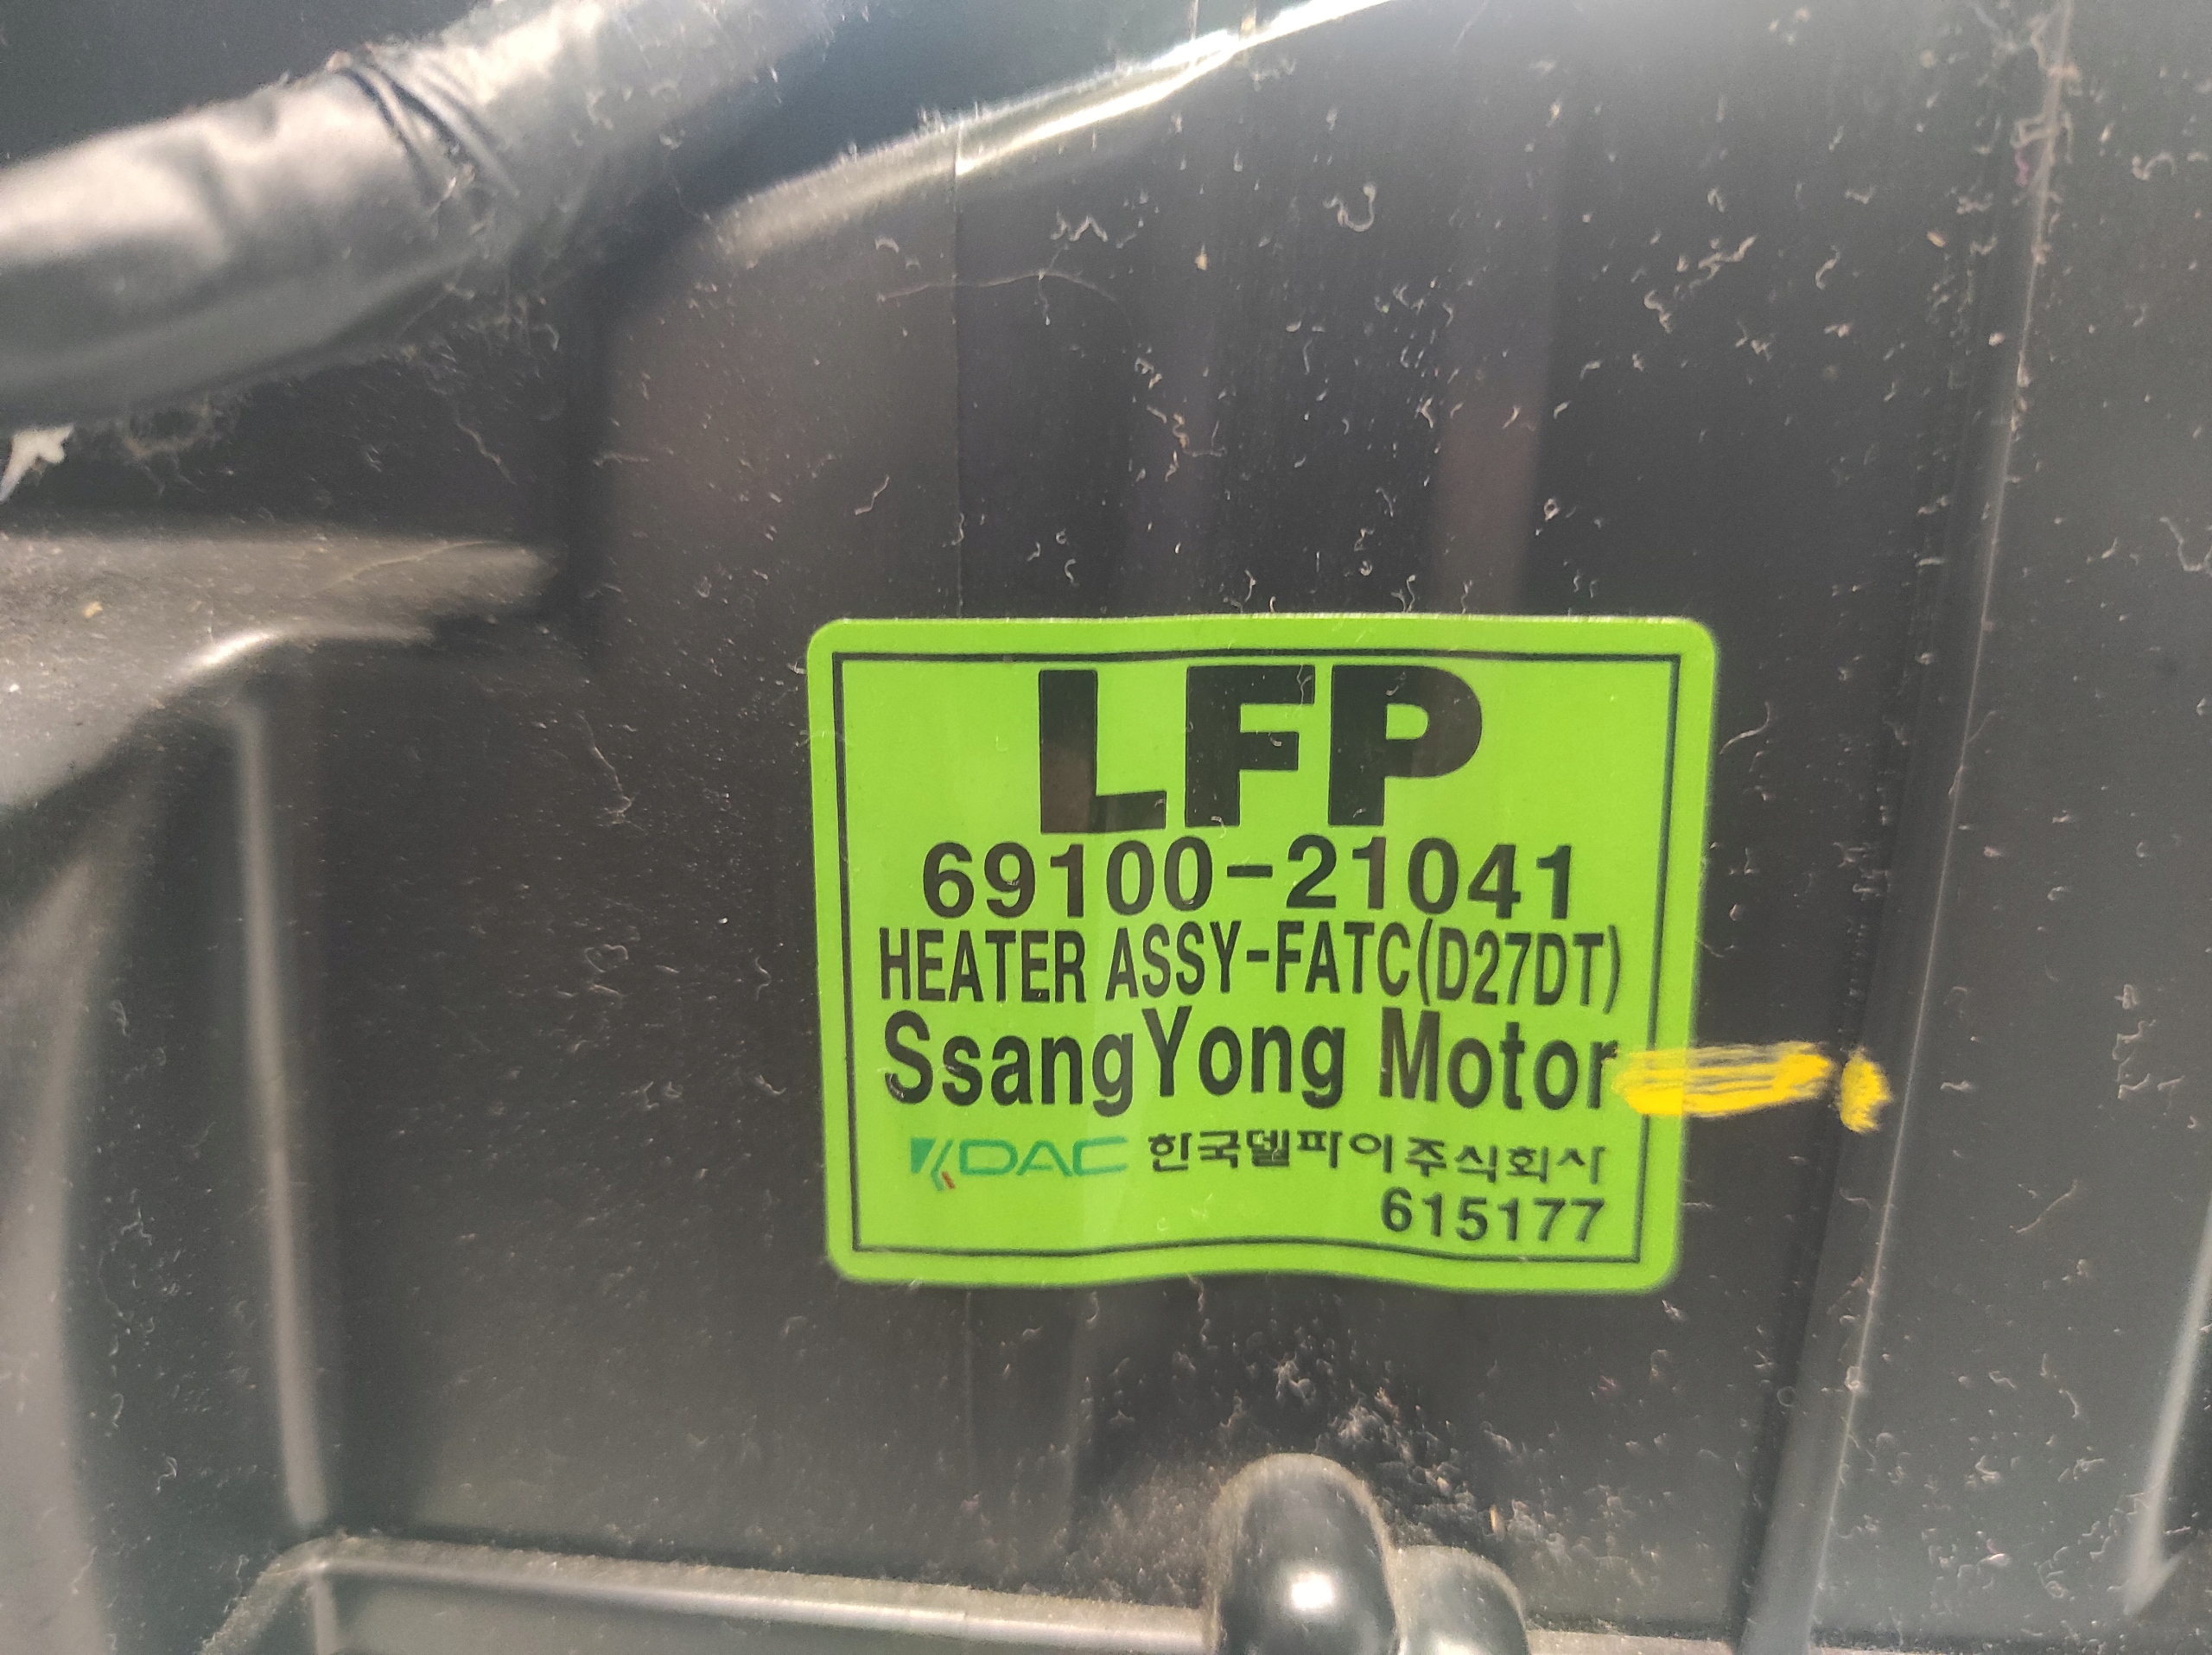 LFP
69100-21041
HEATER ASSY-FATC(D27DT)
SsangYong Motor
KDAC 한국델파이주식회사
615177